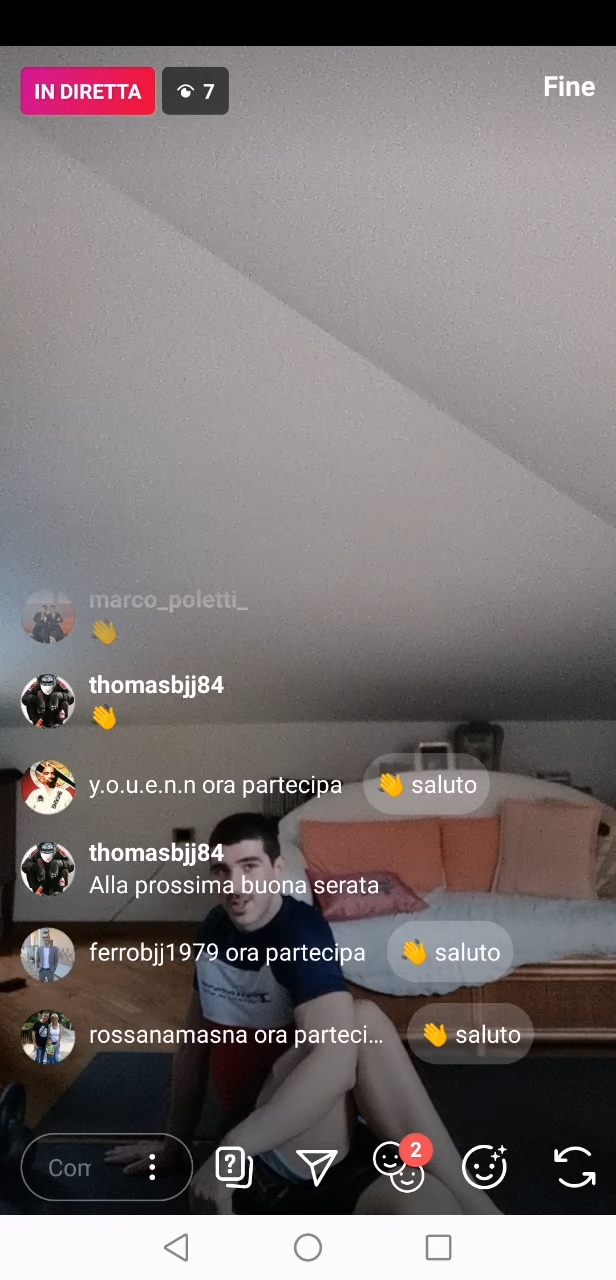 IN DIRETTA 7 Fine
marco_poletti_
👋
thomasbjj84
👋
y.o.u.e.n.n ora partecipa 👋 saluto
thomasbjj84
Alla prossima buona serata
ferrobjj1979 ora partecipa 👋 saluto
rossanamasna ora parteci... 👋 saluto
Com 2